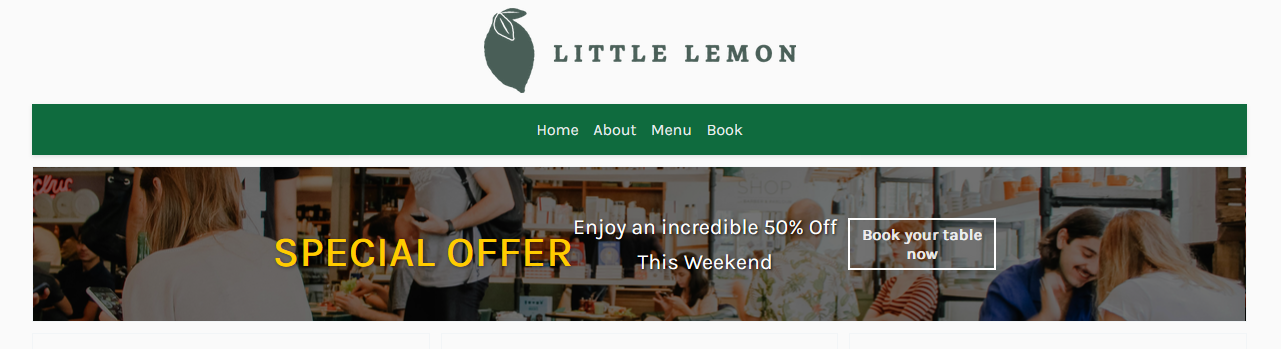 LITTLE LEMON
Home About Menu Book
SHOP
SPECIAL OFFER
Enjoy an incredible 50% Off
This Weekend
Book your table
now